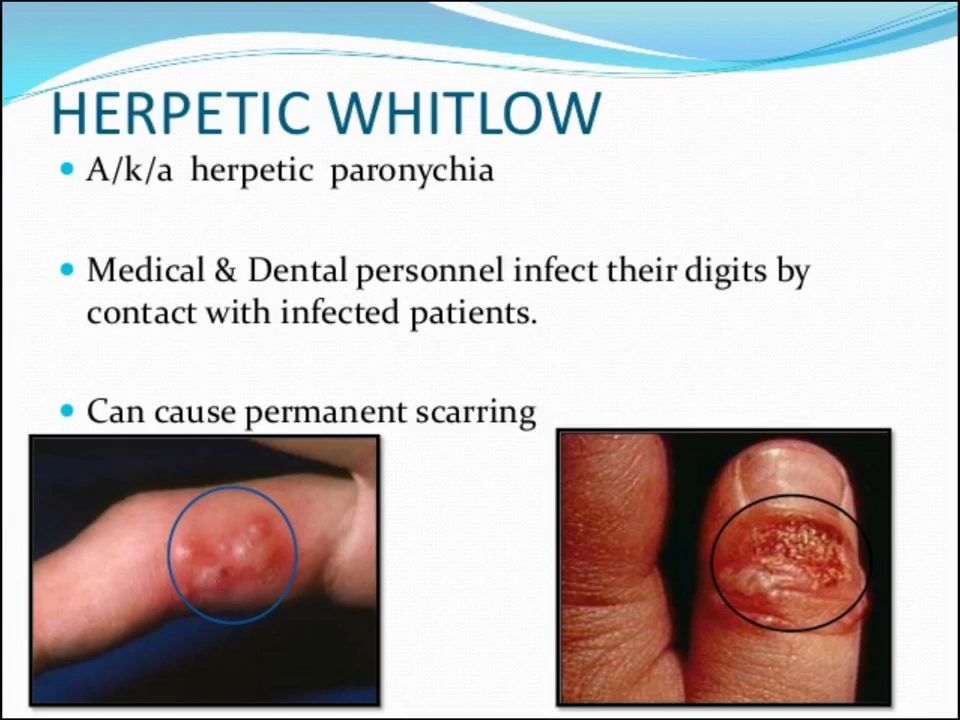 HERPETIC WHITLOW
• A/k/a herpetic paronychia
• Medical & Dental personnel infect their digits by
contact with infected patients.
• Can cause permanent scarring